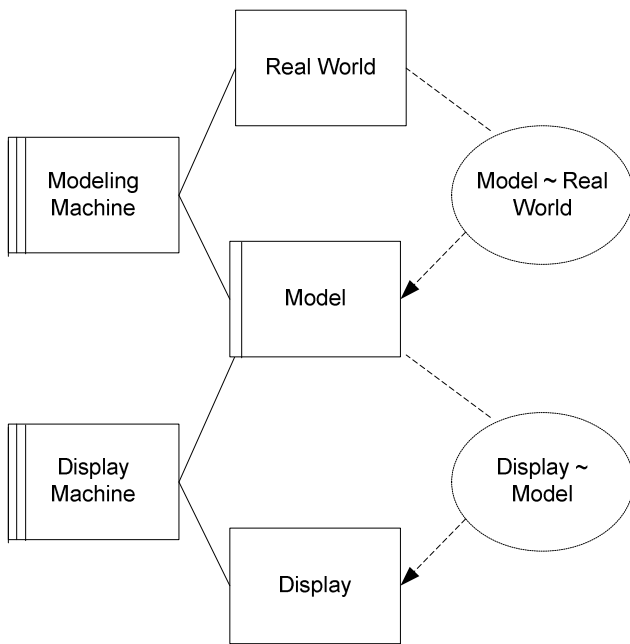 Real World
Modeling
Machine
Model ~ Real
World
Model
Display
Machine
Display ~
Model
Display